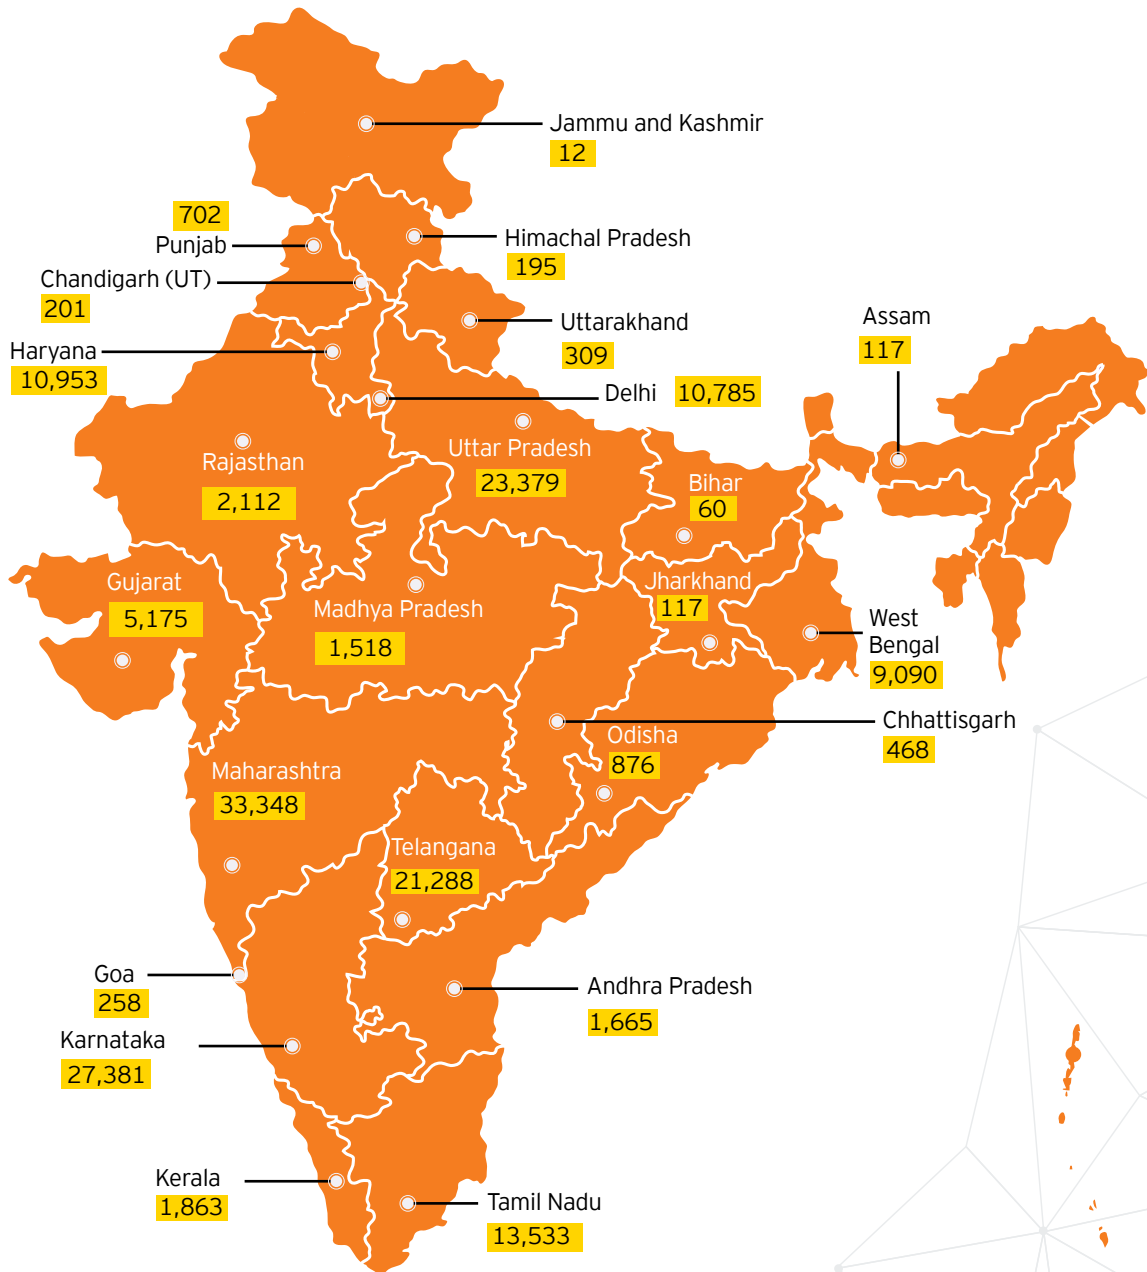 Jammu and Kashmir
12
702
Punjab
Himachal Pradesh
195
Chandigarh (UT)
201
Uttarakhand
309
Assam
117
Haryana
10,953
Delhi 10,785
Rajasthan
2,112
Uttar Pradesh
23,379
Bihar
60
Gujarat
5,175
Madhya Pradesh
1,518
Jharkhand
117
West
Bengal
9,090
Chhattisgarh
468
Odisha
876
Maharashtra
33,348
Telangana
21,288
Goa
258
Andhra Pradesh
1,665
Karnataka
27,381
Kerala
1,863
Tamil Nadu
13,533